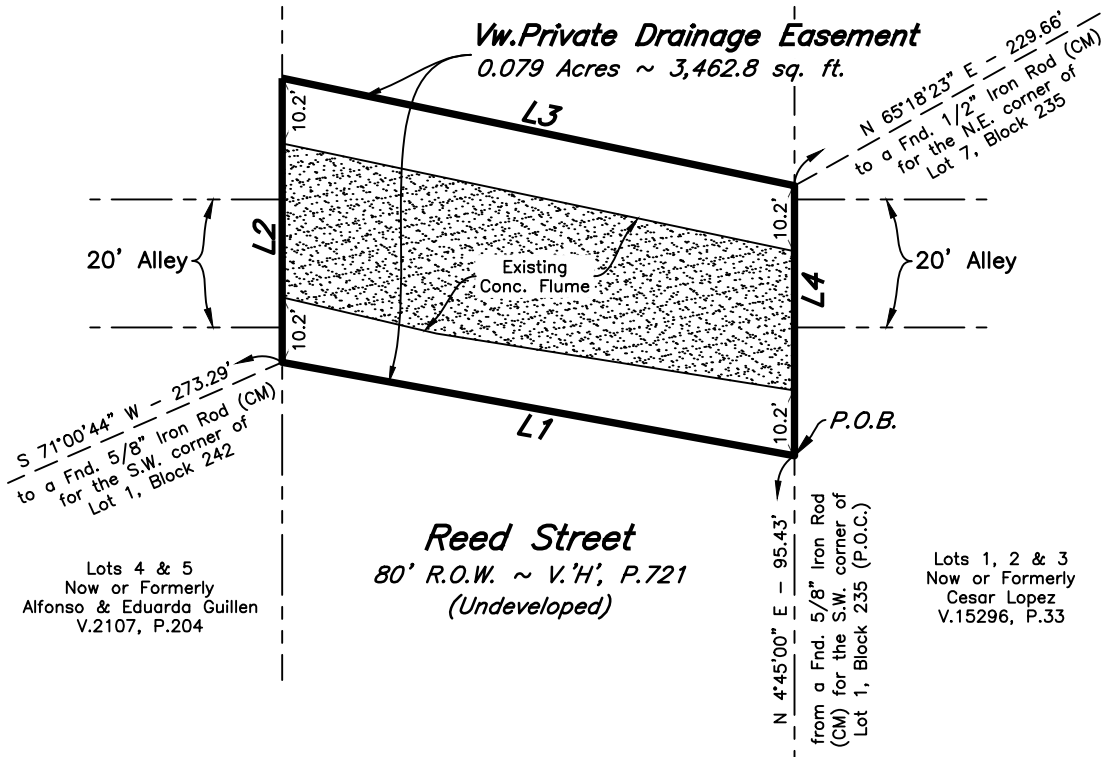 Vw.Private Drainage Easement
0.079 Acres ~ 3,462.8 sq. ft.
N 65°18'23" E - 229.66'
to a Fnd. 1/2" Iron Rod (CM)
for the N.E. corner of
Lot 7, Block 235
10.2'
L3
10.2'
20' Alley
L2
Existing
Conc. Flume
L4
20' Alley
10.2'
S 71°00'44" W - 273.29'
to a Fnd. 5/8" Iron Rod (CM)
for the S.W. corner of
Lot 1, Block 242
L1
10.2'
P.O.B.
Reed Street
80' R.O.W. ~ V.'H', P.721
(Undeveloped)
N 4°45'00" E - 95.43'
from a Fnd. 5/8" Iron Rod
(CM) for the S.W. corner of
Lot 1, Block 235 (P.O.C.)
Lots 4 & 5
Now or Formerly
Alfonso & Eduarda Guillen
V.2107, P.204
Lots 1, 2 & 3
Now or Formerly
Cesar Lopez
V.15296, P.33